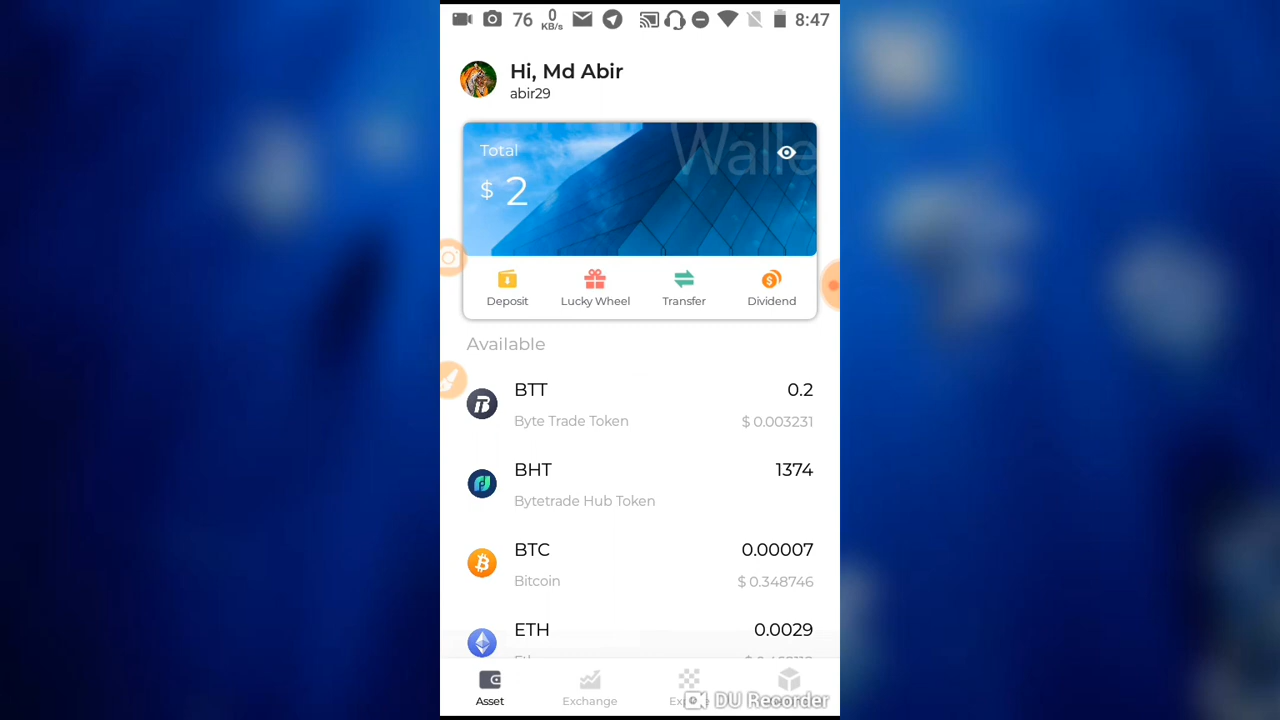 76 0 KB/s 8:47
Hi, Md Abir
abir29
Walle
Total
$ 2
Deposit Lucky Wheel Transfer Dividend
Available
BTT 0.2
Byte Trade Token $ 0.003231
BHT 1374
Bytetrade Hub Token
BTC 0.00007
Bitcoin $ 0.348746
ETH 0.0029
Asset Exchange
DU Recorder